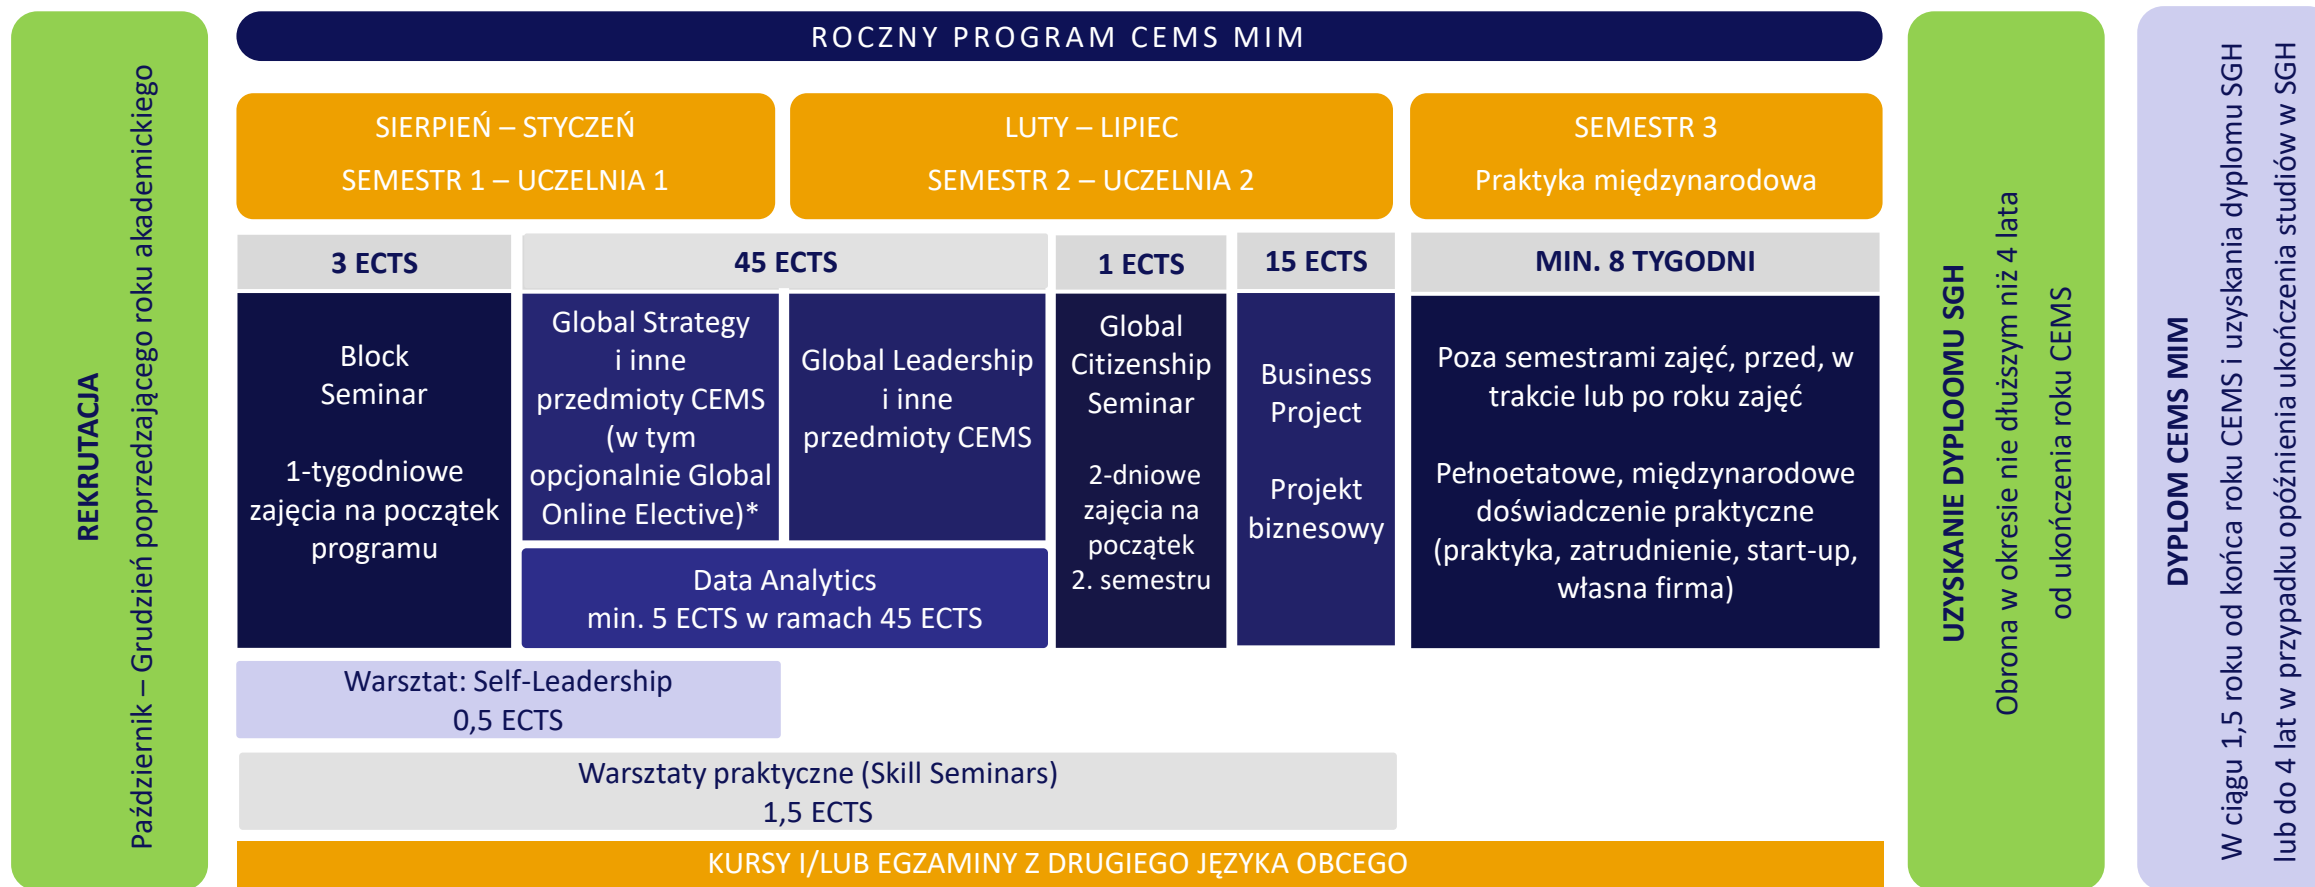 REKRUTACJA
Październik – Grudzień poprzedzającego roku akademickiego
ROCZNY PROGRAM CEMS MIM
SIERPIEŃ – STYCZEŃ
SEMESTR 1 – UCZELNIA 1
LUTY – LIPIEC
SEMESTR 2 – UCZELNIA 2
SEMESTR 3
Praktyka międzynarodowa
3 ECTS
Block
Seminar
1-tygodniowe
zajęcia na początek
programu
45 ECTS
Global Strategy
i inne
przedmioty CEMS
(w tym
opcjonalnie Global
Online Elective)*
Global Leadership
i inne
przedmioty CEMS
Data Analytics
min. 5 ECTS w ramach 45 ECTS
1 ECTS
Global
Citizenship
Seminar
2-dniowe
zajęcia na
początek
2. semestru
15 ECTS
Business
Project
Projekt
biznesowy
MIN. 8 TYGODNI
Poza semestrami zajęć, przed, w
trakcie lub po roku zajęć
Pełnoetatowe, międzynarodowe
doświadczenie praktyczne
(praktyka, zatrudnienie, start-up,
własna firma)
Warsztat: Self-Leadership
0,5 ECTS
Warsztaty praktyczne (Skill Seminars)
1,5 ECTS
KURSY I/LUB EGZAMINY Z DRUGIEGO JĘZYKA OBCEGO
UZYSKANIE DYPLOOMU SGH
Obrona w okresie nie dłuższym niż 4 lata
od ukończenia roku CEMS
DYPLOM CEMS MIM
W ciągu 1,5 roku od końca roku CEMS i uzyskania dyplomu SGH
lub do 4 lat w przypadku opóźnienia ukończenia studiów w SGH